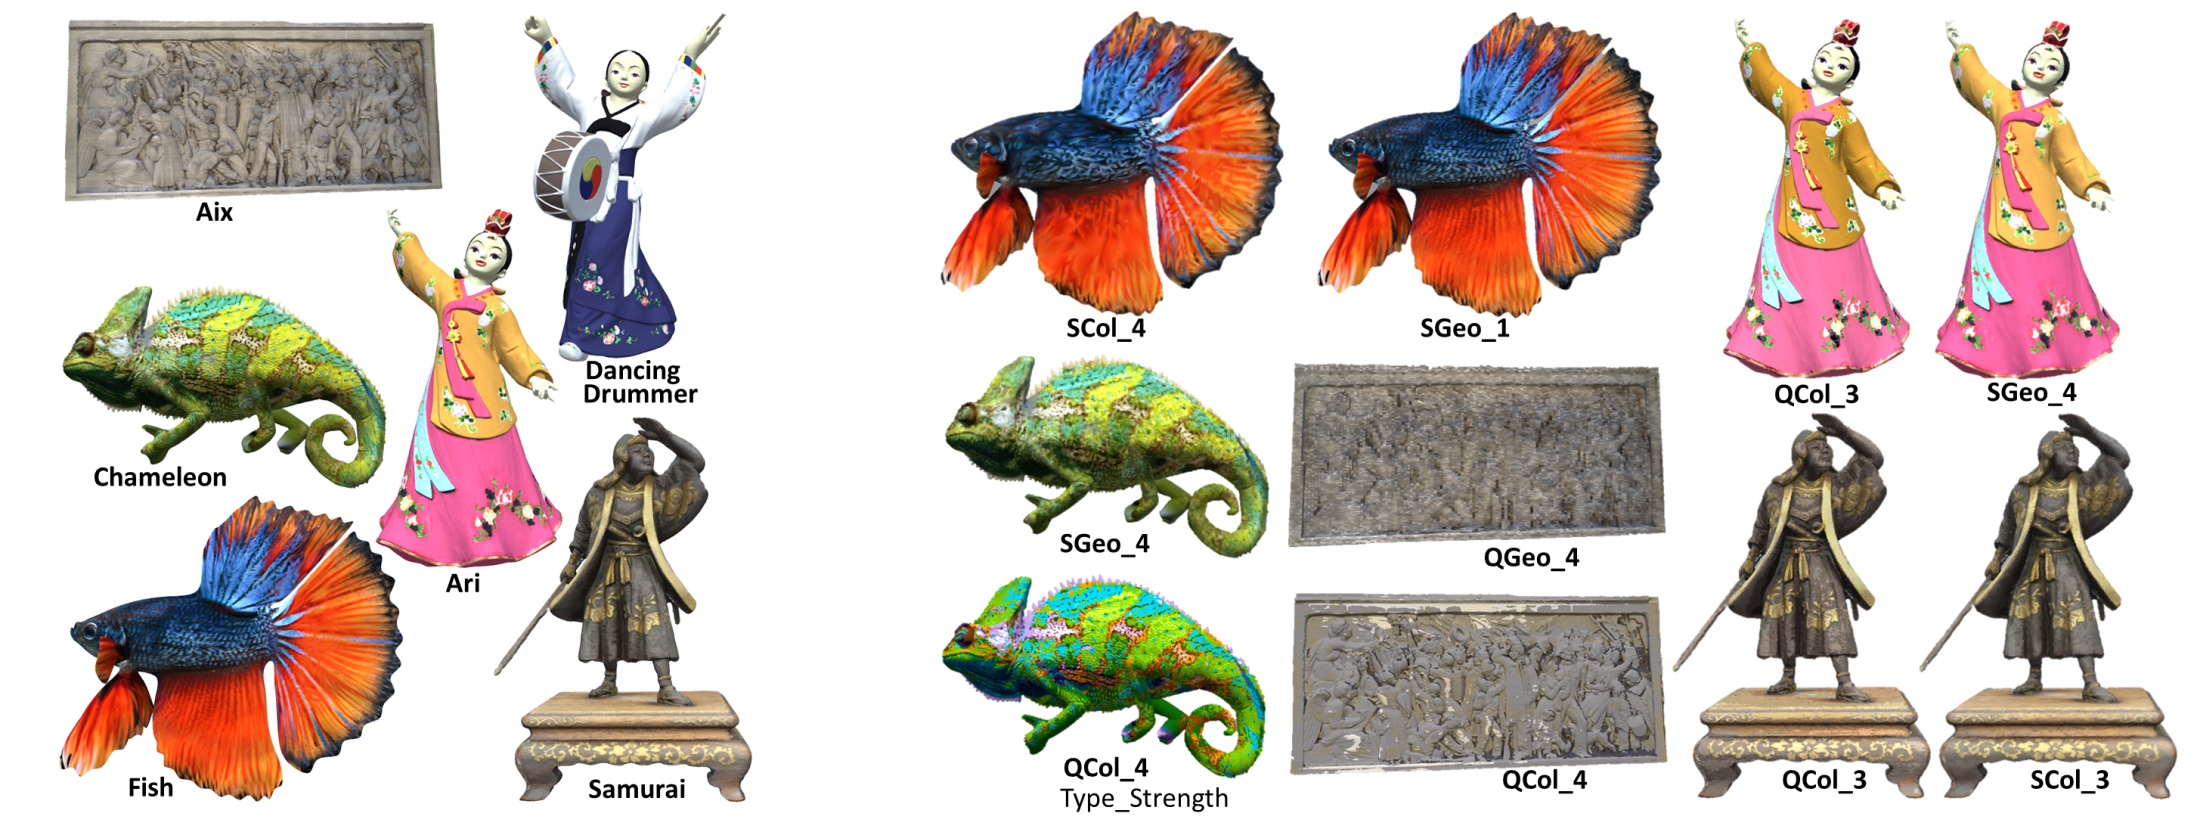 Aix
Dancing
Drummer
Chameleon
Ari
Fish
Samurai
SCol_4
SGeo_1
QCol_3
SGeo_4
SGeo_4
QGeo_4
QCol_4
Type_Strength
QCol_4
QCol_3
SCol_3